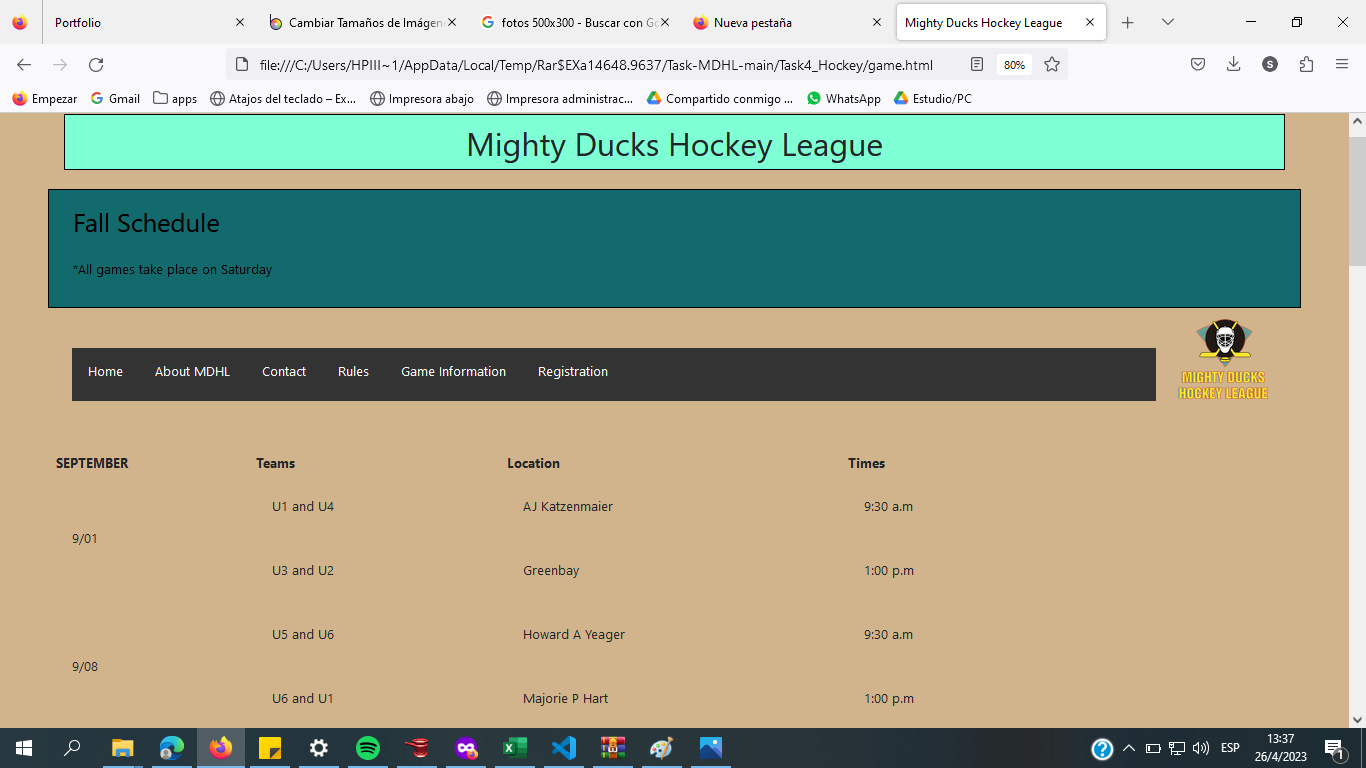 Portfolio
Cambiar Tamaños de Imágen
fotos 500x300 - Buscar con Go
Nueva pestaña
Mighty Ducks Hockey League
file:///C:/Users/HPIII~1/AppData/Local/Temp/Rar$EXa14648.9637/Task-MDHL-main/Task4_Hockey/game.html
80%
S
Empezar
Gmail
apps
Atajos del teclado – Ex...
Impresora abajo
Impresora administrac...
Compartido conmigo ...
WhatsApp
Estudio/PC
Mighty Ducks Hockey League
Fall Schedule
*All games take place on Saturday
Home About MDHL Contact Rules Game Information Registration
MIGHTY DUCKS
HOCKEY LEAGUE
SEPTEMBER Teams Location Times
U1 and U4 AJ Katzenmaier 9:30 a.m
9/01
U3 and U2 Greenbay 1:00 p.m
U5 and U6 Howard A Yeager 9:30 a.m
9/08
U6 and U1 Majorie P Hart 1:00 p.m
ESP
13:37
26/4/2023
1